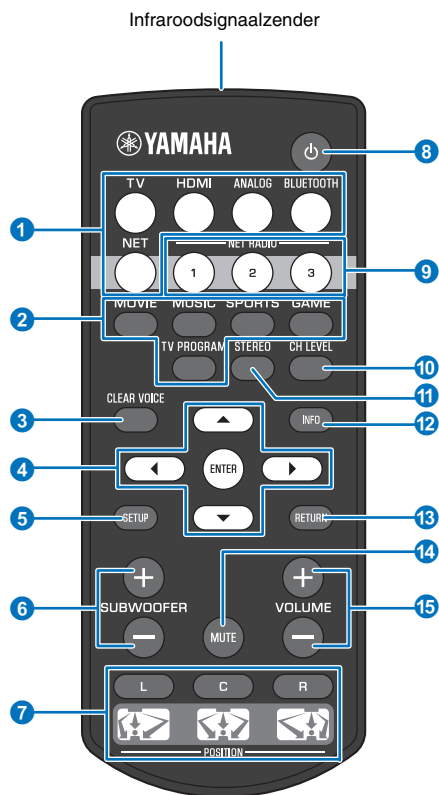 Infraroodsignaalzender
YAMAHA
8
TV HDMI ANALOG BLUETOOTH
1
NET NET RADIO
1 2 3
9
MOVIE MUSIC SPORTS GAME
2
TV PROGRAM STEREO CH LEVEL
10
11
CLEAR VOICE
3
INFO
12
4
ENTER
5
SETUP RETURN
13
14
+ +
6
SUBWOOFER VOLUME
15
MUTE
– –
L C R
7
POSITION